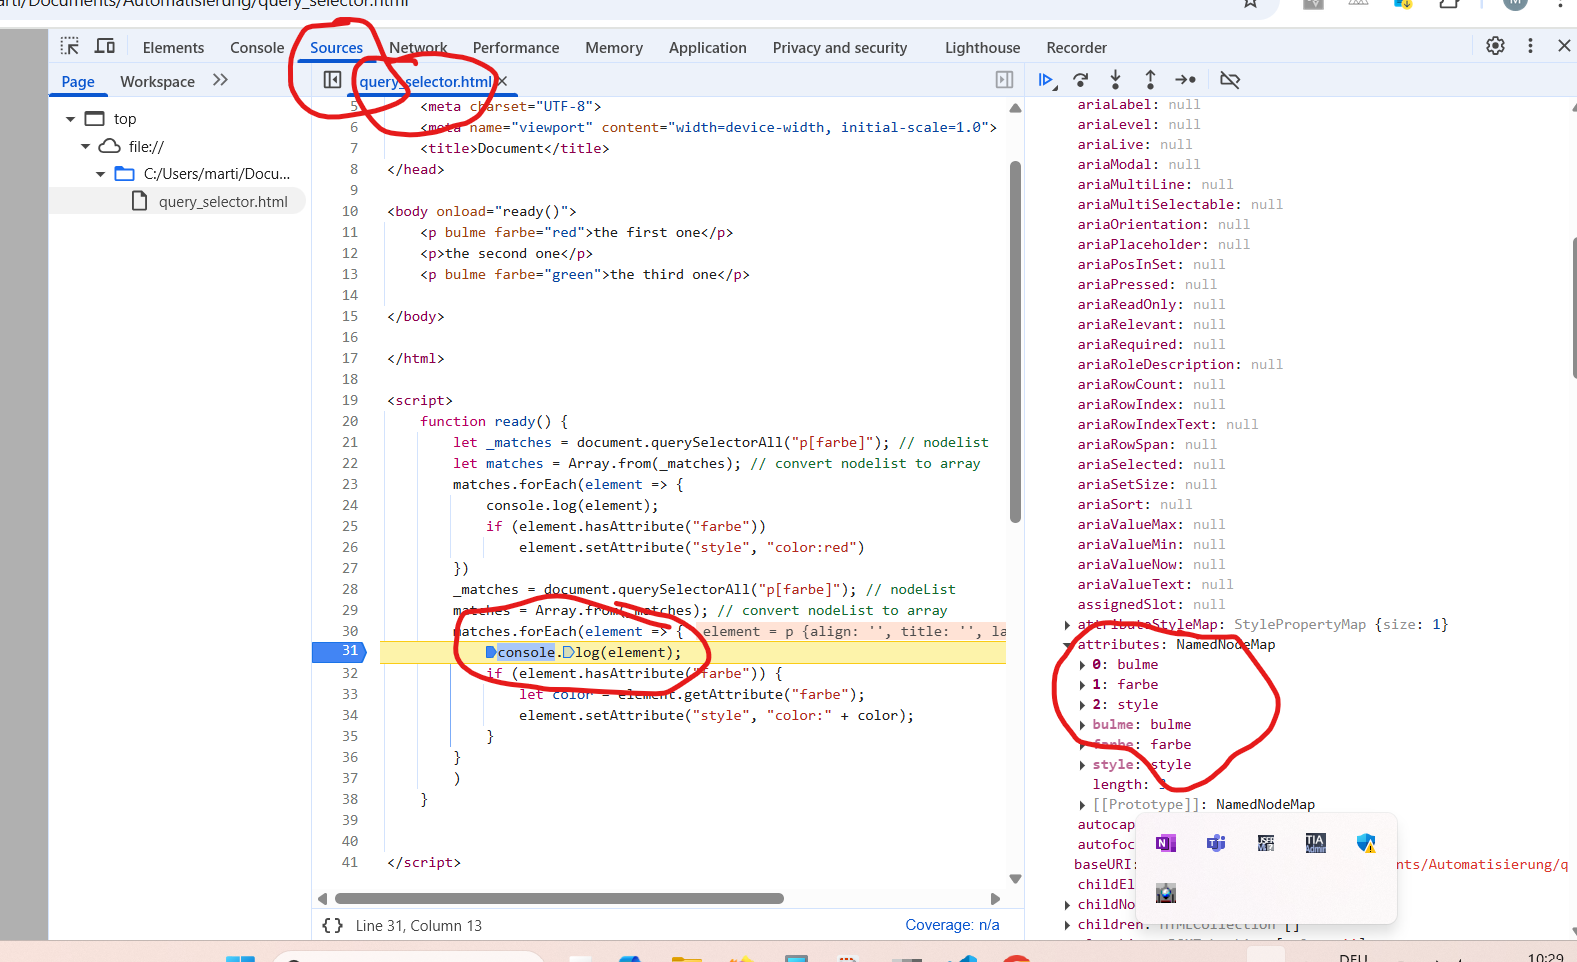 arti/Documents/Automatisierung/query_selector.html
Elements Console Sources Network Performance Memory Application Privacy and security Lighthouse Recorder
Page Workspace query_selector.html
top
file://
C:/Users/marti/Docu...
query_selector.html
5 <meta charset="UTF-8">
6 <meta name="viewport" content="width=device-width, initial-scale=1.0">
7 <title>Document</title>
8 </head>
9
10 <body onload="ready()">
11 <p bulme farbe="red">the first one</p>
12 <p>the second one</p>
13 <p bulme farbe="green">the third one</p>
14
15 </body>
16
17 </html>
18
19 <script>
20 function ready() {
21 let _matches = document.querySelectorAll("p[farbe]"); // nodelist
22 let matches = Array.from(_matches); // convert nodelist to array
23 matches.forEach(element => {
24 console.log(element);
25 if (element.hasAttribute("farbe"))
26 element.setAttribute("style", "color:red")
27 })
28 _matches = document.querySelectorAll("p[farbe]"); // nodeList
29 matches = Array.from(_matches); // convert nodeList to array
30 matches.forEach(element => { element = p {align: '', title: '', la
31 console.log(element);
32 if (element.hasAttribute("farbe")) {
33 let color = element.getAttribute("farbe");
34 element.setAttribute("style", "color:" + color);
35 }
36 }
37 )
38 }
39
40
41 </script>
{} Line 31, Column 13 Coverage: n/a
ariaLabel: null
ariaLevel: null
ariaLive: null
ariaModal: null
ariaMultiLine: null
ariaMultiSelectable: null
ariaOrientation: null
ariaPlaceholder: null
ariaPosInSet: null
ariaPressed: null
ariaReadOnly: null
ariaRelevant: null
ariaRequired: null
ariaRoleDescription: null
ariaRowCount: null
ariaRowIndex: null
ariaRowIndexText: null
ariaRowSpan: null
ariaSelected: null
ariaSetSize: null
ariaSort: null
ariaValueMax: null
ariaValueMin: null
ariaValueNow: null
ariaValueText: null
assignedSlot: null
attributeStyleMap: StylePropertyMap {size: 1}
attributes: NamedNodeMap
0: bulme
1: farbe
2: style
bulme: bulme
farbe: farbe
style: style
length:
[[Prototype]]: NamedNodeMap
autocap
autofoc
baseURI: nts/Automatisierung/q
childEl
childNo
children: HTMLCollection []
TIA Admin
DEU 10:29